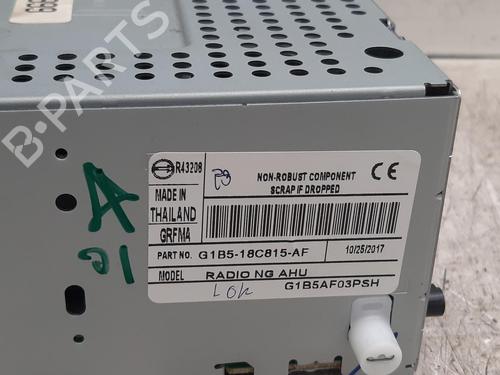 B-PARTS
R43208
NON-ROBUST COMPONENT
SCRAP IF DROPPED
CE
MADE IN
THAILAND
GRFMA
PART NO. G1B5-18C815-AF
10/25/2017
MODEL RADIO NG AHU
G1B5AF03PSH
A